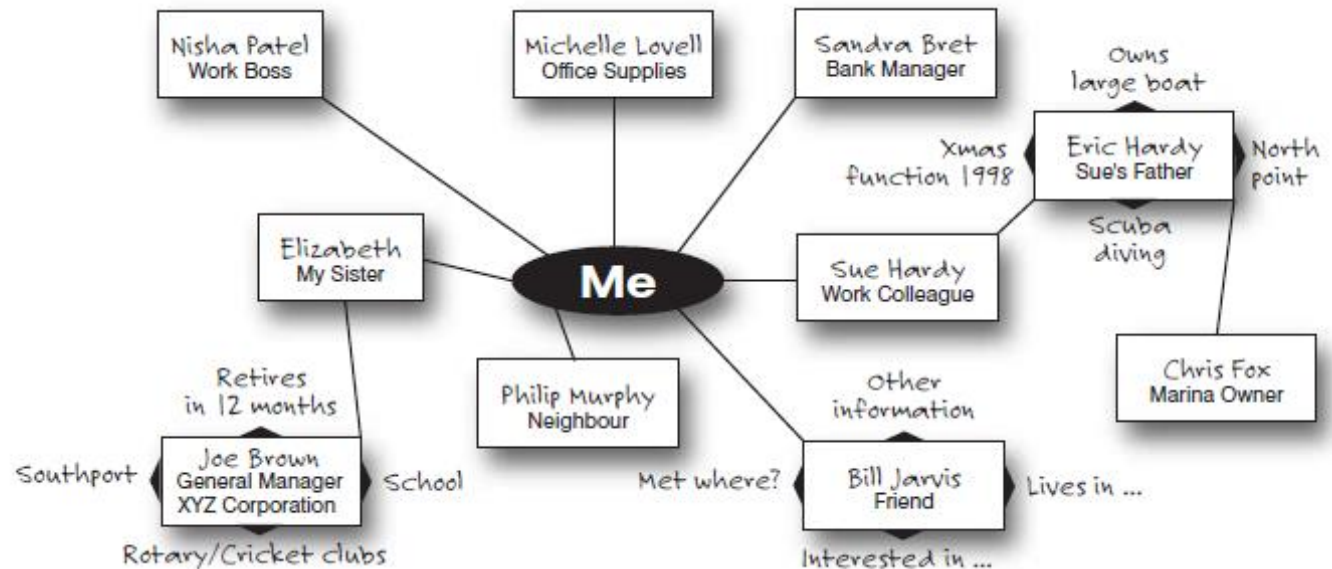 Nisha Patel
Work Boss
Michelle Lovell
Office Supplies
Sandra Bret
Bank Manager
Owns
large boat
Xmas
function 1998
Eric Hardy
Sue's Father
North
point
Scuba
diving
Elizabeth
My Sister
Me
Sue Hardy
Work Colleague
Chris Fox
Marina Owner
Philip Murphy
Neighbour
Retires
in 12 months
Southport
Joe Brown
General Manager
XYZ Corporation
School
Rotary/Cricket clubs
Other
information
Met where?
Bill Jarvis
Friend
Lives in ...
Interested in ...